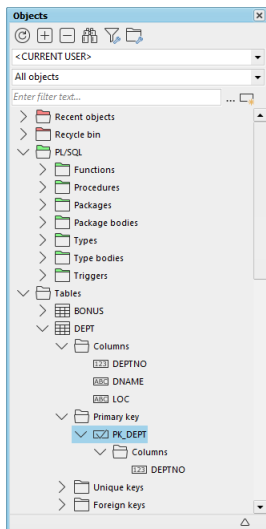 Objects
<CURRENT USER>
All objects
Enter filter text...
...
Recent objects
Recycle bin
PL/SQL
Functions
Procedures
Packages
Package bodies
Types
Type bodies
Triggers
Tables
BONUS
DEPT
Columns
123 DEPTNO
ABC DNAME
ABC LOC
Primary key
PK_DEPT
Columns
123 DEPTNO
Unique keys
Foreign keys